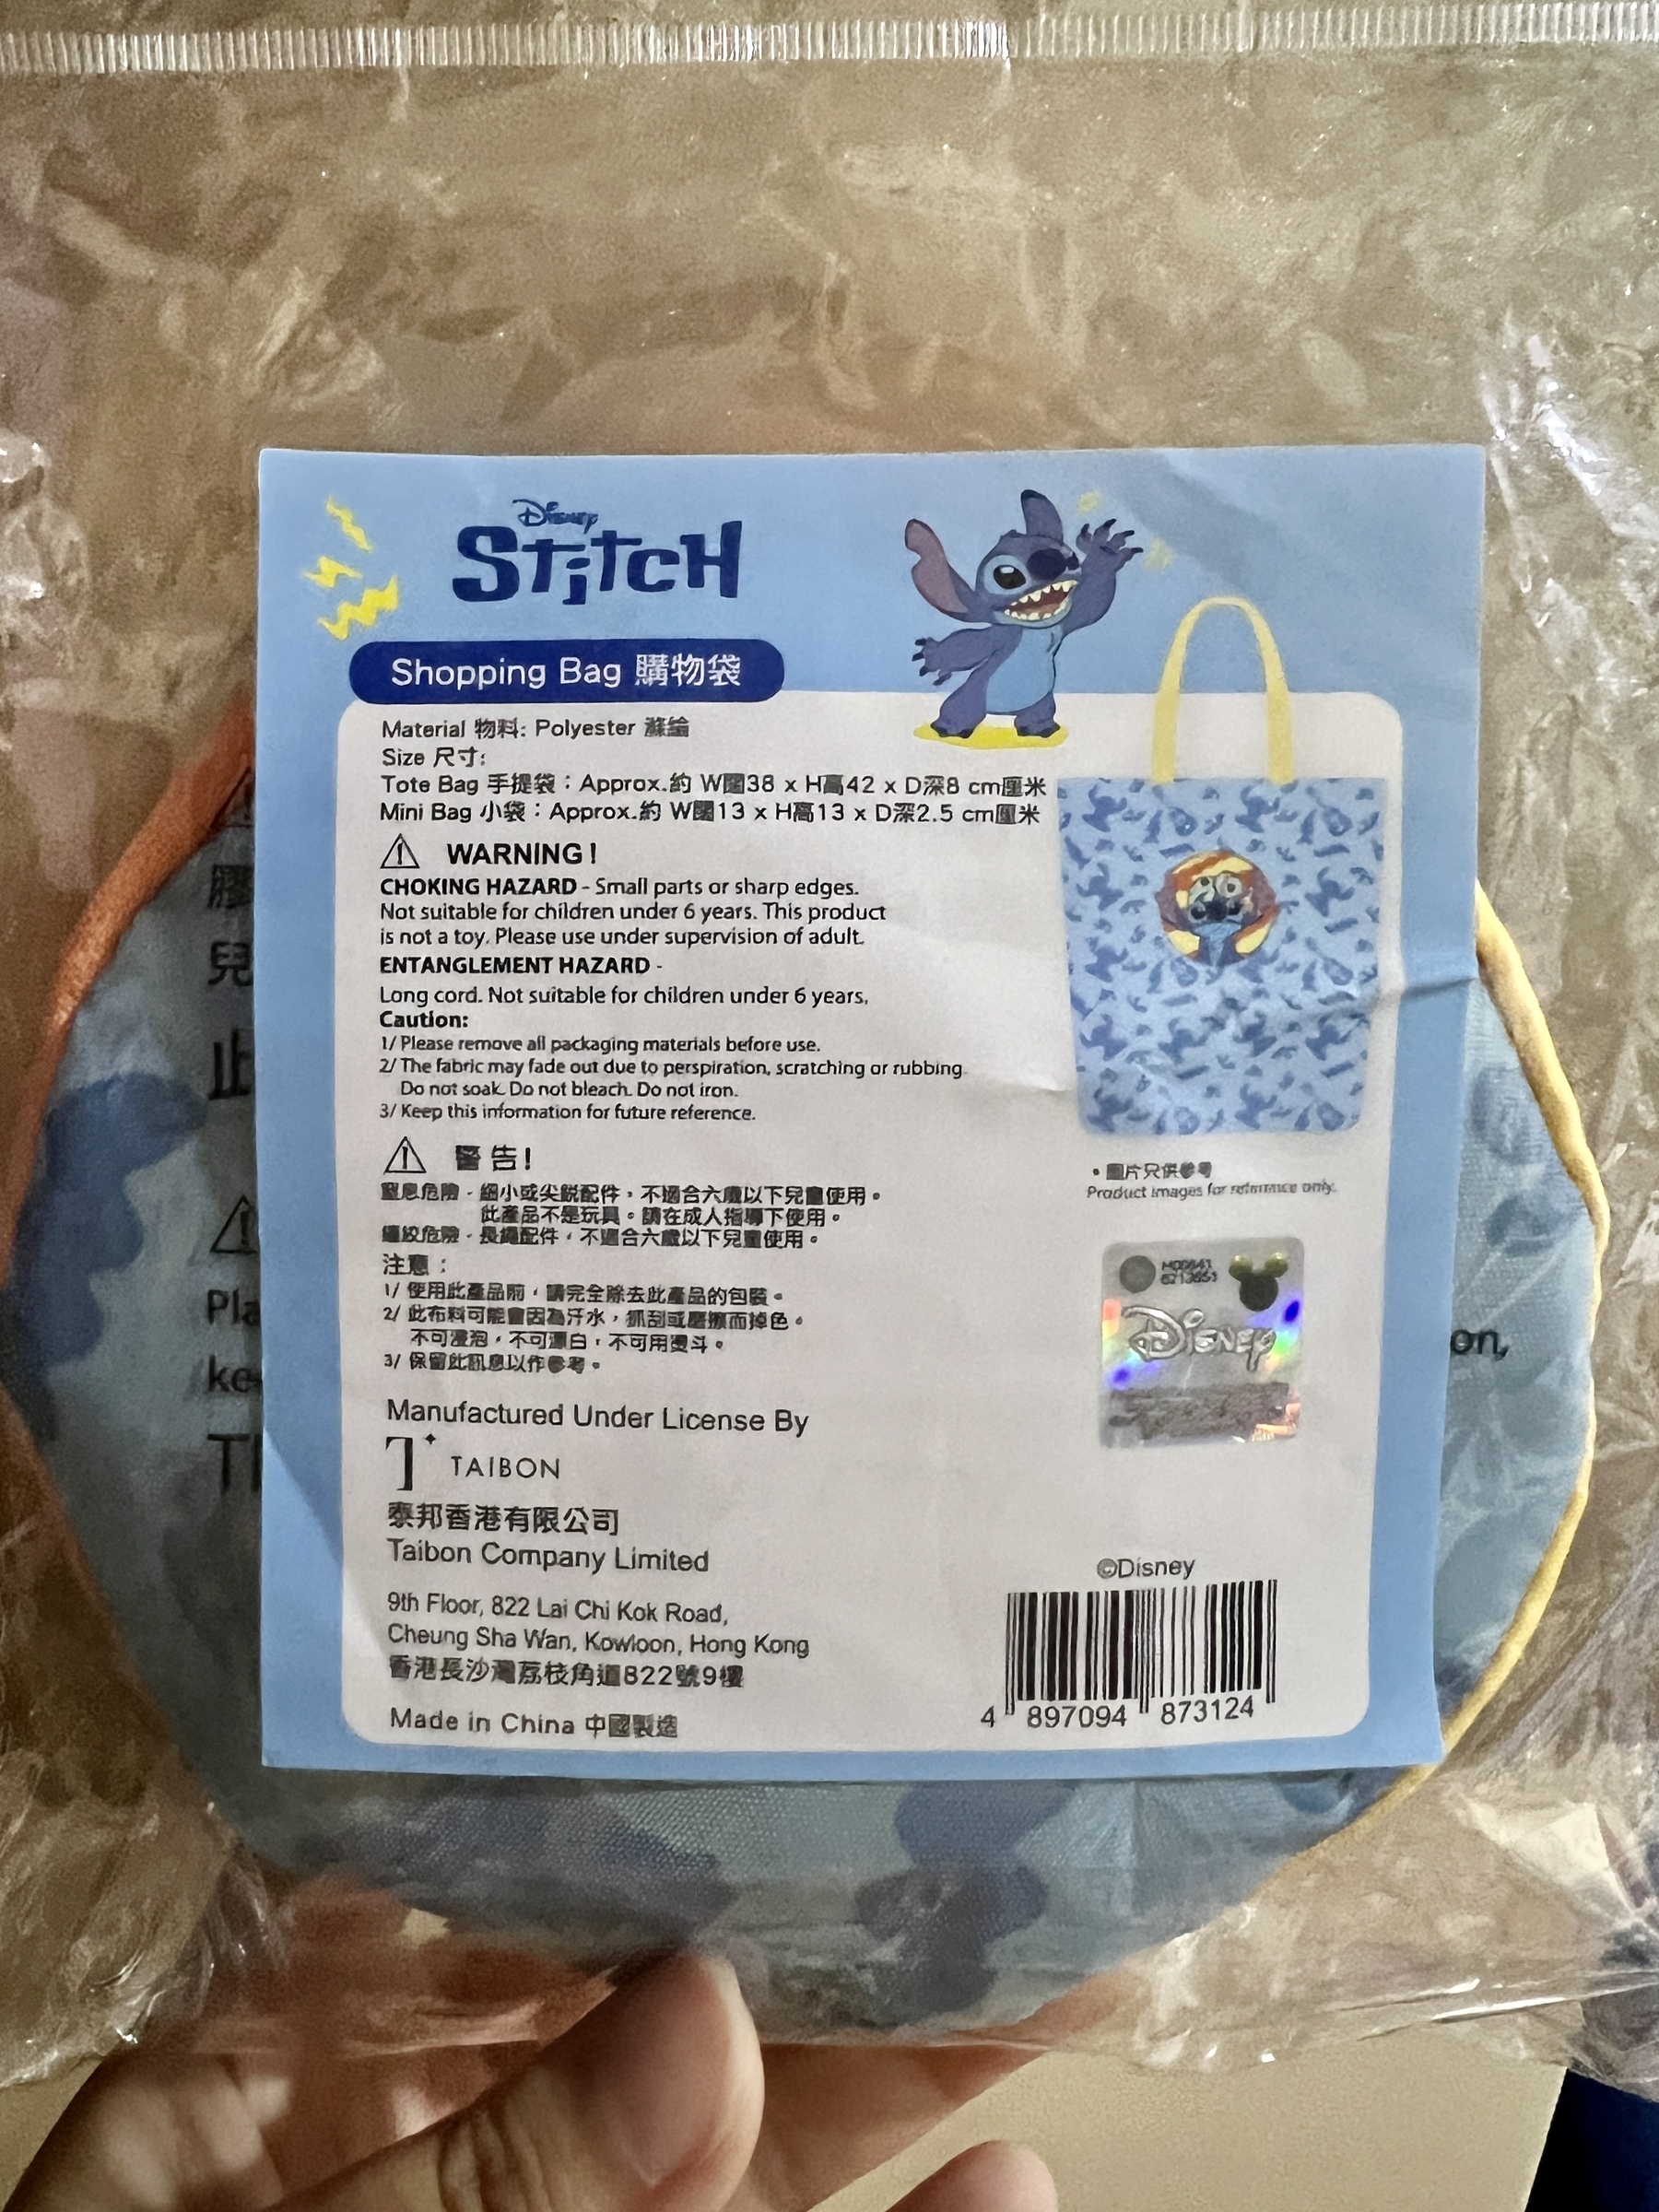 Disney
Stitch
Shopping Bag 購物袋
Material 物料: Polyester 滌綸
Size 尺寸:
Tote Bag 手提袋：Approx.約 W闊38 x H高42 x D深8 cm厘米
Mini Bag 小袋：Approx.約 W闊13 x H高13 x D深2.5 cm厘米
WARNING!
CHOKING HAZARD - Small parts or sharp edges.
Not suitable for children under 6 years. This product
is not a toy. Please use under supervision of adult.
ENTANGLEMENT HAZARD -
Long cord. Not suitable for children under 6 years,
Caution:
1/ Please remove all packaging materials before use.
2/ The fabric may fade out due to perspiration, scratching or rubbing
Do not soak. Do not bleach. Do not iron.
3/ Keep this information for future reference.
警告!
窒息危險 - 細小或尖銳配件，不適合六歲以下兒童使用。
此產品不是玩具。請在成人指導下使用。
纏絞危險 - 長繩配件，不適合六歲以下兒童使用。
注意：
1/ 使用此產品前，請完全除去此產品的包裝。
2/ 此布料可能會因為汗水，抓刮或磨擦而掉色。
不可浸泡，不可漂白，不可用熨斗。
3/ 保留此訊息以作參考。
• 圖片只供參考
Product images for reference only.
Disney
Manufactured Under License By
TAIBON
泰邦香港有限公司
Taibon Company Limited
9th Floor, 822 Lai Chi Kok Road,
Cheung Sha Wan, Kowloon, Hong Kong
香港長沙灣荔枝角道822號9樓
Made in China 中國製造
©Disney
4 897094 873124
膠
兒
止
Pla
ke
on,